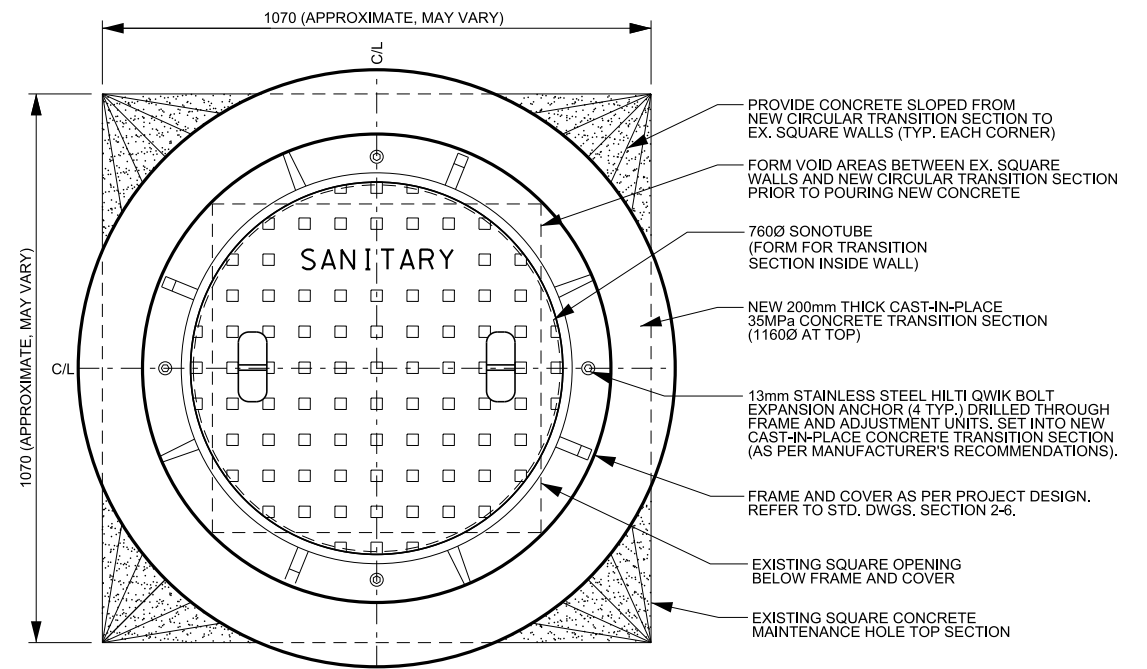 1070 (APPROXIMATE, MAY VARY)
C/L
PROVIDE CONCRETE SLOPED FROM
NEW CIRCULAR TRANSITION SECTION TO
EX. SQUARE WALLS (TYP. EACH CORNER)
FORM VOID AREAS BETWEEN EX. SQUARE
WALLS AND NEW CIRCULAR TRANSITION SECTION
PRIOR TO POURING NEW CONCRETE
760Ø SONOTUBE
(FORM FOR TRANSITION
SECTION INSIDE WALL)
SANITARY
NEW 200mm THICK CAST-IN-PLACE
35MPa CONCRETE TRANSITION SECTION
(1160Ø AT TOP)
1070 (APPROXIMATE, MAY VARY)
C/L
13mm STAINLESS STEEL HILTI QWIK BOLT
EXPANSION ANCHOR (4 TYP.) DRILLED THROUGH
FRAME AND ADJUSTMENT UNITS. SET INTO NEW
CAST-IN-PLACE CONCRETE TRANSITION SECTION
(AS PER MANUFACTURER'S RECOMMENDATIONS).
FRAME AND COVER AS PER PROJECT DESIGN.
REFER TO STD. DWGS. SECTION 2-6.
EXISTING SQUARE OPENING
BELOW FRAME AND COVER
EXISTING SQUARE CONCRETE
MAINTENANCE HOLE TOP SECTION